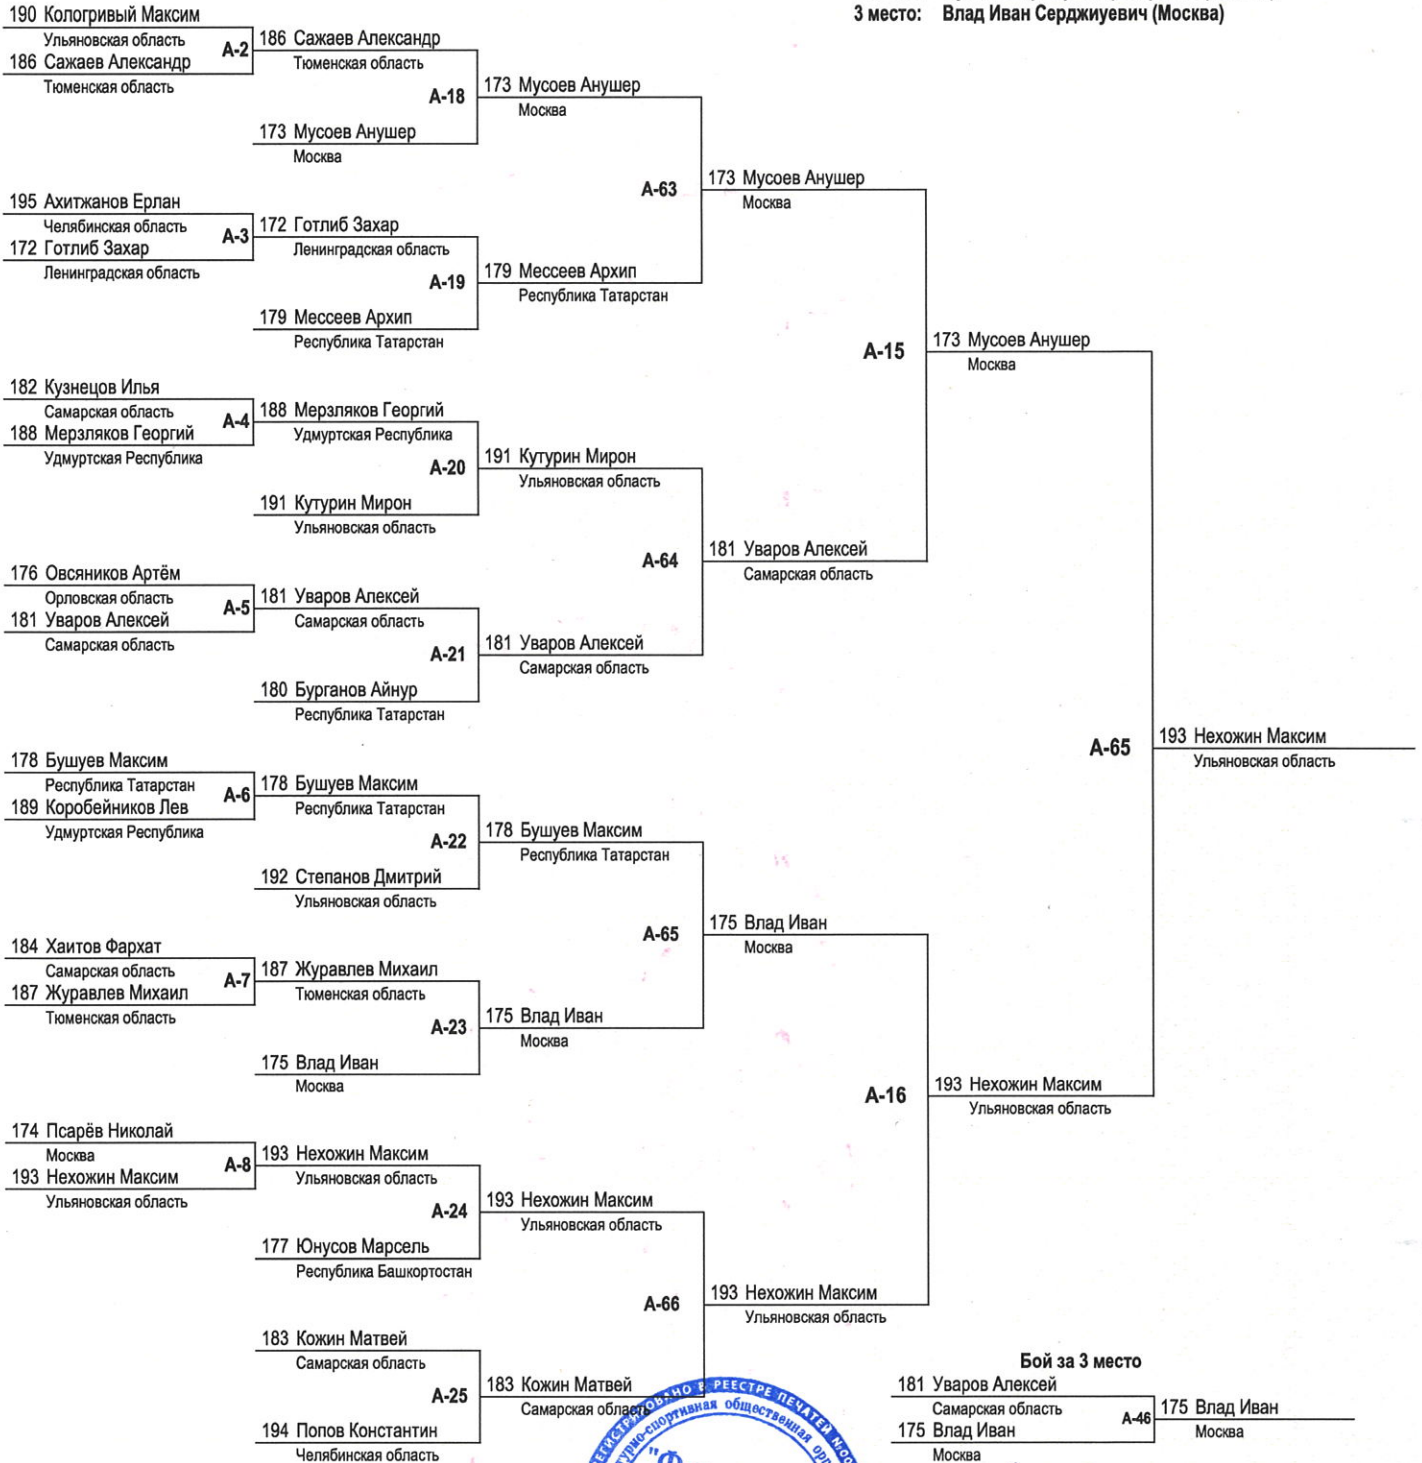 3 место: Влад Иван Серджиуевич (Москва)
190 Кологривый Максим
Ульяновская область
А-2
186 Сажаев Александр
Тюменская область
186 Сажаев Александр
Тюменская область
А-18
173 Мусоев Анушер
Москва
173 Мусоев Анушер
Москва
А-63
173 Мусоев Анушер
Москва
195 Ахитжанов Ерлан
Челябинская область
А-3
172 Готлиб Захар
Ленинградская область
172 Готлиб Захар
Ленинградская область
А-19
179 Мессеев Архип
Республика Татарстан
179 Мессеев Архип
Республика Татарстан
А-15
173 Мусоев Анушер
Москва
182 Кузнецов Илья
Самарская область
А-4
188 Мерзляков Георгий
Удмуртская Республика
188 Мерзляков Георгий
Удмуртская Республика
А-20
191 Кутурин Мирон
Ульяновская область
191 Кутурин Мирон
Ульяновская область
А-64
181 Уваров Алексей
Самарская область
176 Овсяников Артём
Орловская область
А-5
181 Уваров Алексей
Самарская область
181 Уваров Алексей
Самарская область
А-21
180 Бурганов Айнур
Республика Татарстан
181 Уваров Алексей
Самарская область
А-65
193 Нехожин Максим
Ульяновская область
178 Бушуев Максим
Республика Татарстан
А-6
189 Коробейников Лев
Удмуртская Республика
178 Бушуев Максим
Республика Татарстан
А-22
192 Степанов Дмитрий
Ульяновская область
178 Бушуев Максим
Республика Татарстан
А-65
175 Влад Иван
Москва
184 Хаитов Фархат
Самарская область
А-7
187 Журавлев Михаил
Тюменская область
187 Журавлев Михаил
Тюменская область
А-23
175 Влад Иван
Москва
175 Влад Иван
Москва
А-16
193 Нехожин Максим
Ульяновская область
174 Псарёв Николай
Москва
А-8
193 Нехожин Максим
Ульяновская область
193 Нехожин Максим
Ульяновская область
А-24
177 Юнусов Марсель
Республика Башкортостан
193 Нехожин Максим
Ульяновская область
А-66
193 Нехожин Максим
Ульяновская область
183 Кожин Матвей
Самарская область
А-25
194 Попов Константин
Челябинская область
183 Кожин Матвей
Самарская область
Бой за 3 место
181 Уваров Алексей
Самарская область
А-46
175 Влад Иван
Москва
175 Влад Иван
Москва
В РЕЕСТРЕ ПЕЧАТЕЙ
общественная